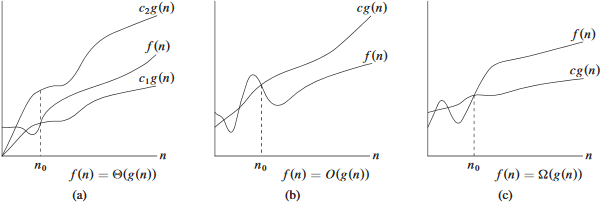 c₂g(n)
f(n)
c₁g(n)
n
n₀
f(n) = Θ(g(n))
(a)
cg(n)
f(n)
n
n₀
f(n) = O(g(n))
(b)
f(n)
cg(n)
n
n₀
f(n) = Ω(g(n))
(c)